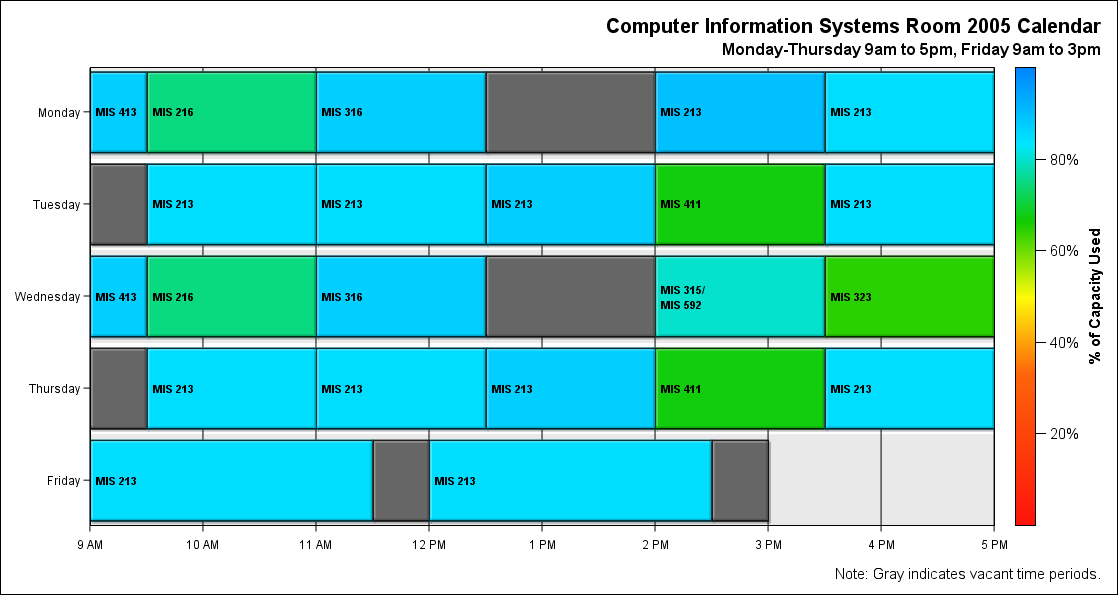 Computer Information Systems Room 2005 Calendar
Monday-Thursday 9am to 5pm, Friday 9am to 3pm
Monday
MIS 413
MIS 216
MIS 316
MIS 213
MIS 213
Tuesday
MIS 213
MIS 213
MIS 213
MIS 411
MIS 213
Wednesday
MIS 413
MIS 216
MIS 316
MIS 315/
MIS 592
MIS 323
Thursday
MIS 213
MIS 213
MIS 213
MIS 411
MIS 213
Friday
MIS 213
MIS 213
9 AM
10 AM
11 AM
12 PM
1 PM
2 PM
3 PM
4 PM
5 PM
80%
60%
40%
20%
% of Capacity Used
Note: Gray indicates vacant time periods.